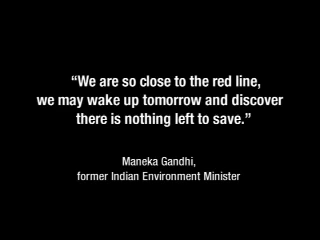 “We are so close to the red line,
we may wake up tomorrow and discover
there is nothing left to save.”
Maneka Gandhi,
former Indian Environment Minister